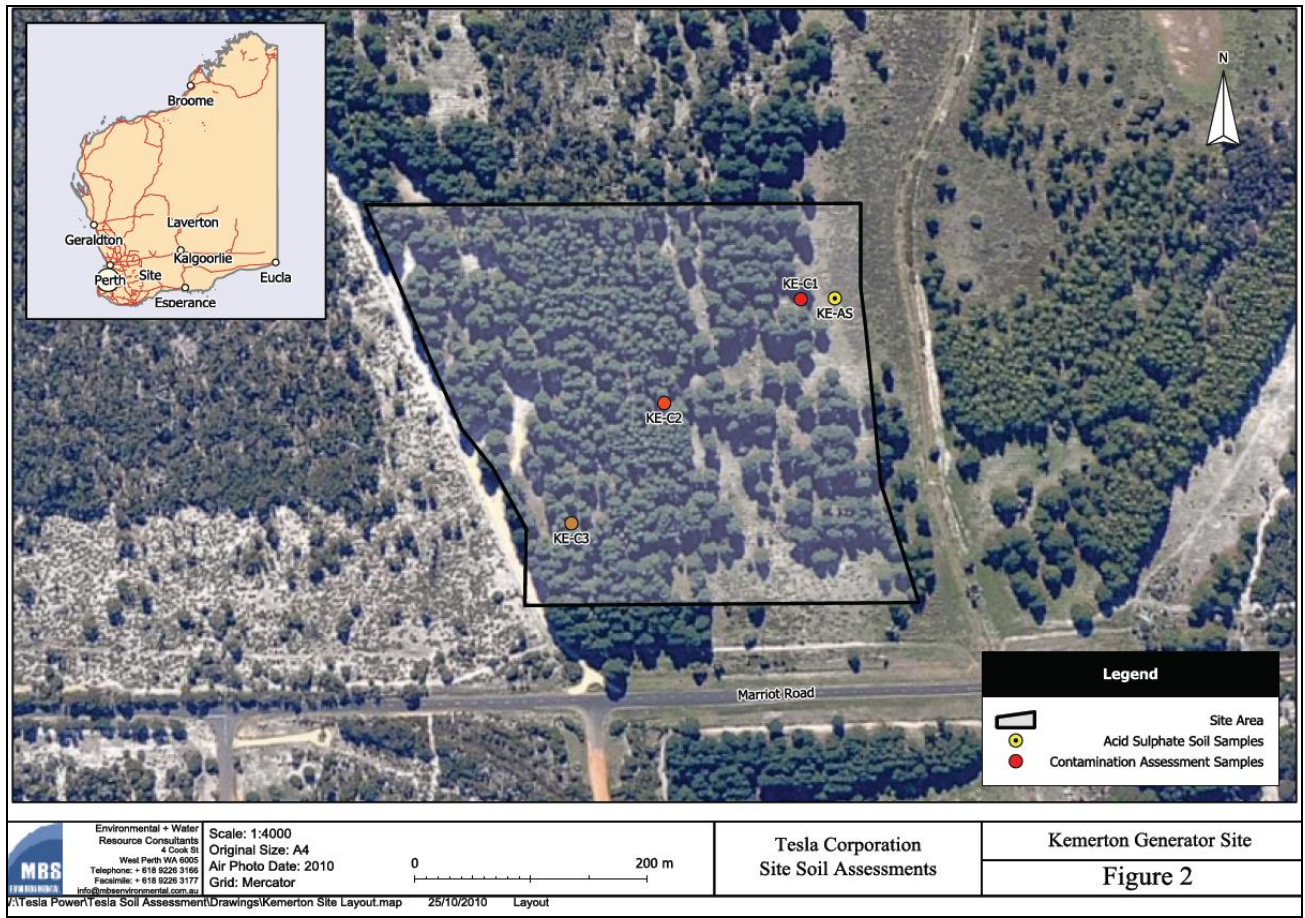 Broome
Laverton
Geraldton
Kalgoorlie
Perth
Site
Eucla
Esperance
N
KE-C1
KE-AS
KE-C2
KE-C3
Marriot Road
Legend
Site Area
Acid Sulphate Soil Samples
Contamination Assessment Samples
MBS
ENVIRONMENTAL
Environmental + Water
Resource Consultants
4 Cook St
West Perth WA 6005
Telephone: + 618 9226 3166
Facsimile: + 618 9226 3177
info@mbsenvironmental.com.au
Scale: 1:4000
Original Size: A4
Air Photo Date: 2010
Grid: Mercator
0 200 m
Tesla Corporation
Site Soil Assessments
Kemerton Generator Site
Figure 2
V:\Tesla Power\Tesla Soil Assessment\Drawings\Kemerton Site Layout.map 25/10/2010 Layout